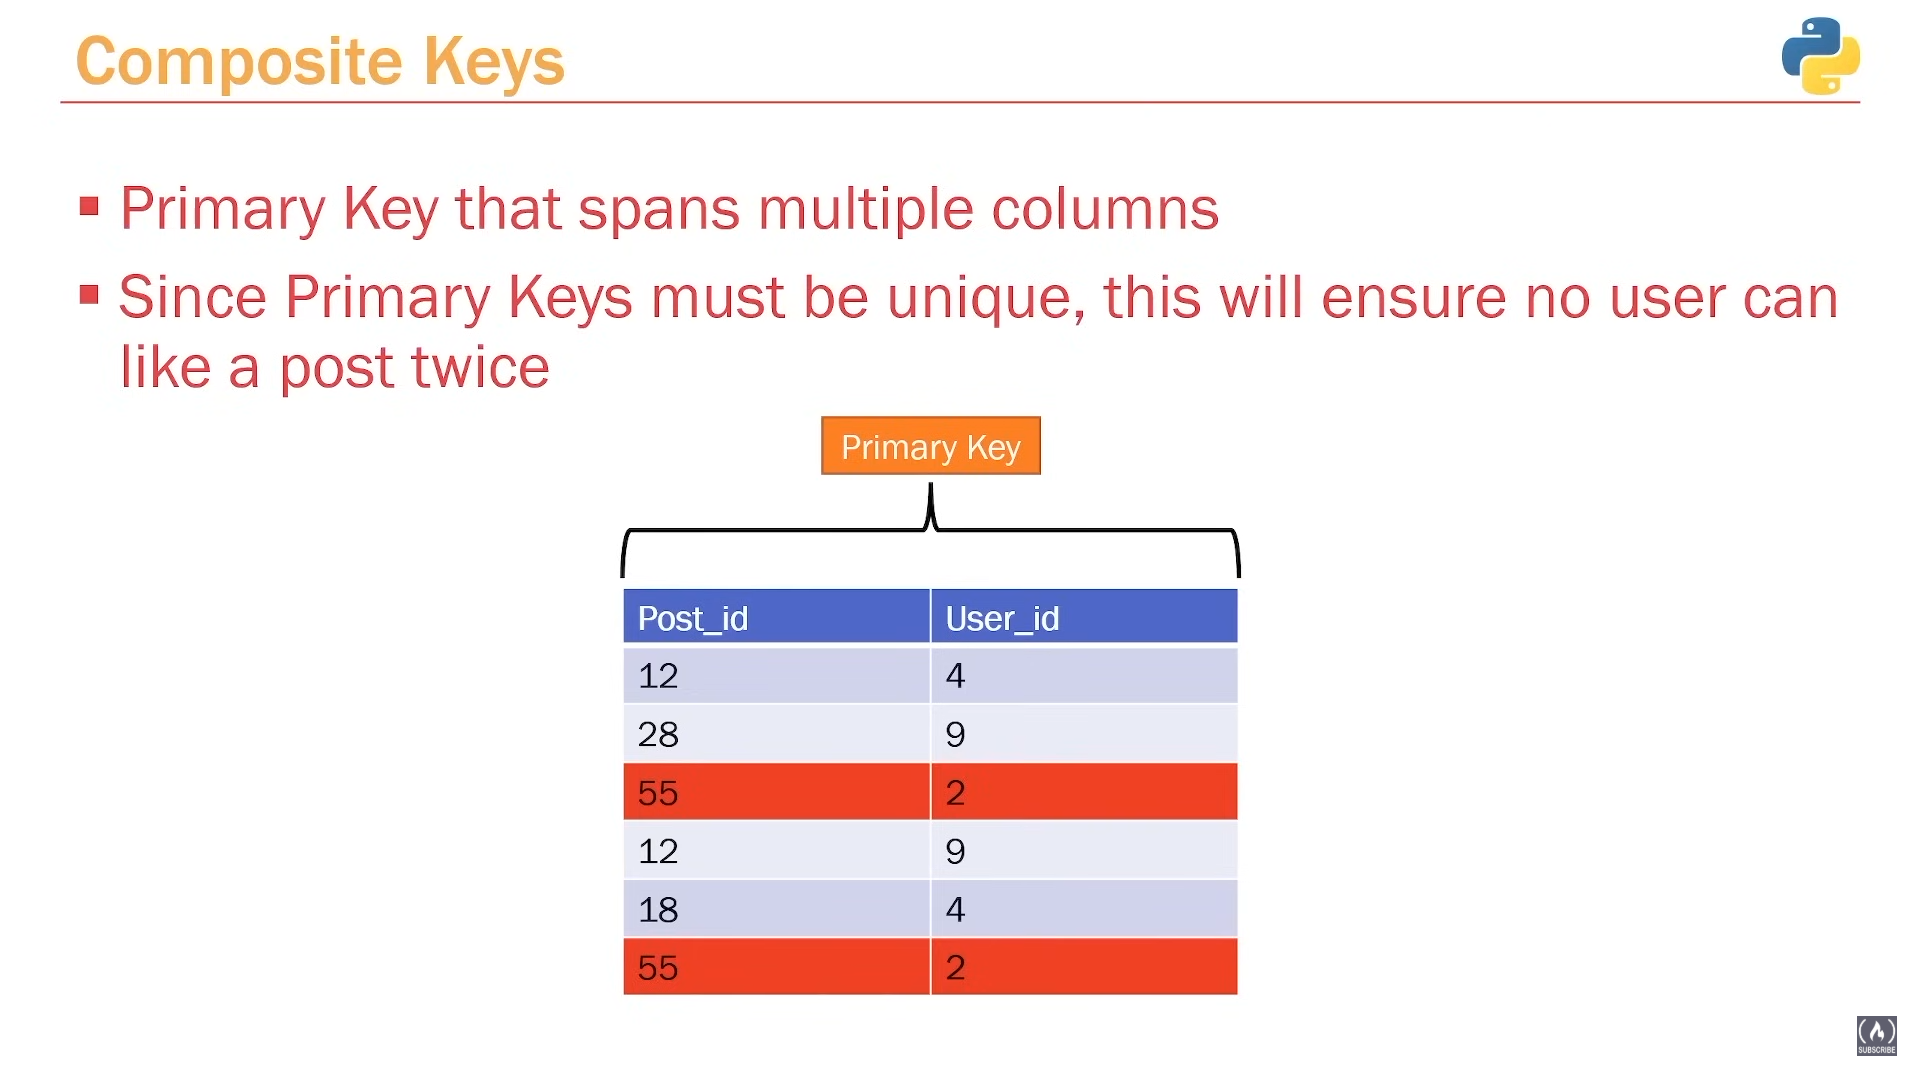 Composite Keys
Primary Key that spans multiple columns
Since Primary Keys must be unique, this will ensure no user can
like a post twice
Primary Key
Post_id User_id
12 4
28 9
55 2
12 9
18 4
55 2
SUBSCRIBE